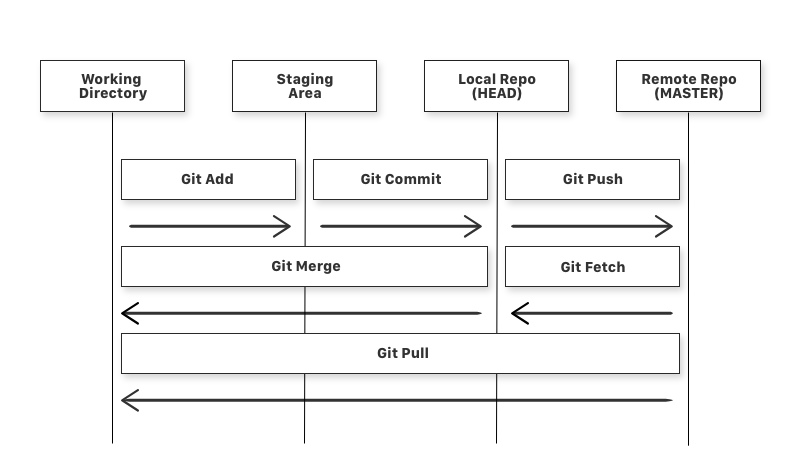 Working
Directory
Staging
Area
Local Repo
(HEAD)
Remote Repo
(MASTER)
Git Add
Git Commit
Git Push
Git Merge
Git Fetch
Git Pull